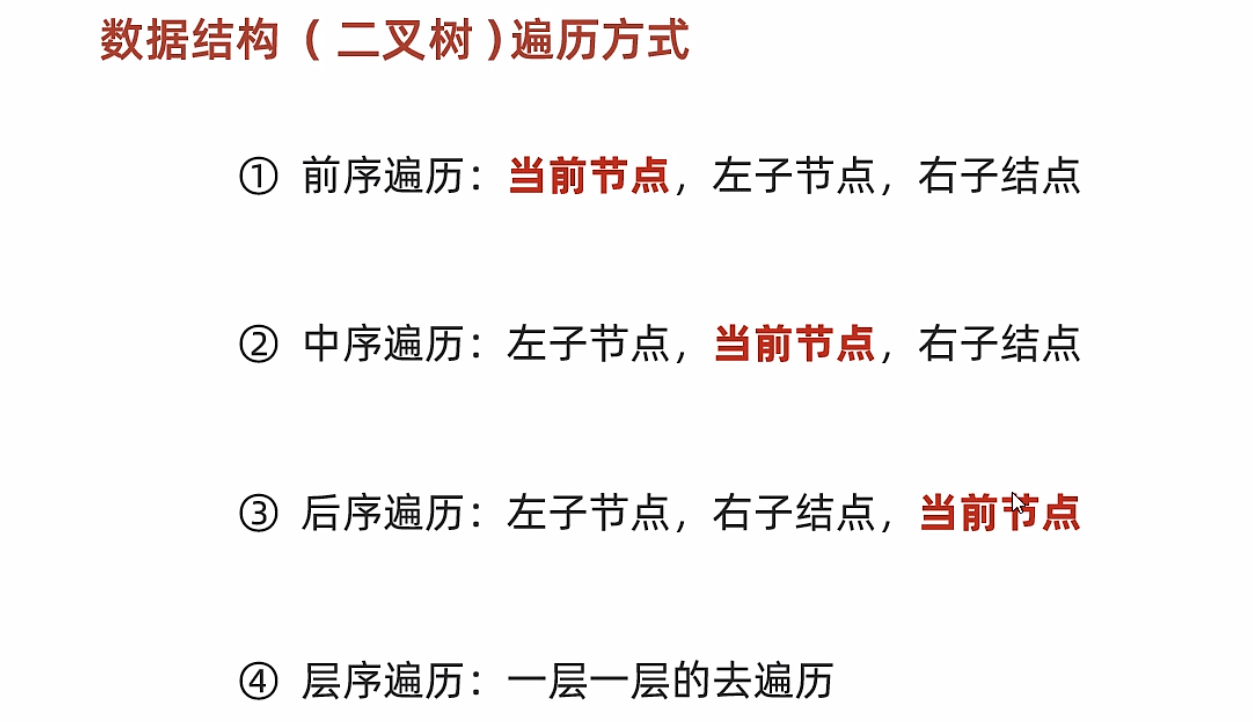 数据结构（二叉树)遍历方式
① 前序遍历：当前节点，左子节点，右子结点
② 中序遍历：左子节点，当前节点，右子结点
③ 后序遍历：左子节点，右子结点，当前节点
④ 层序遍历：一层一层的去遍历